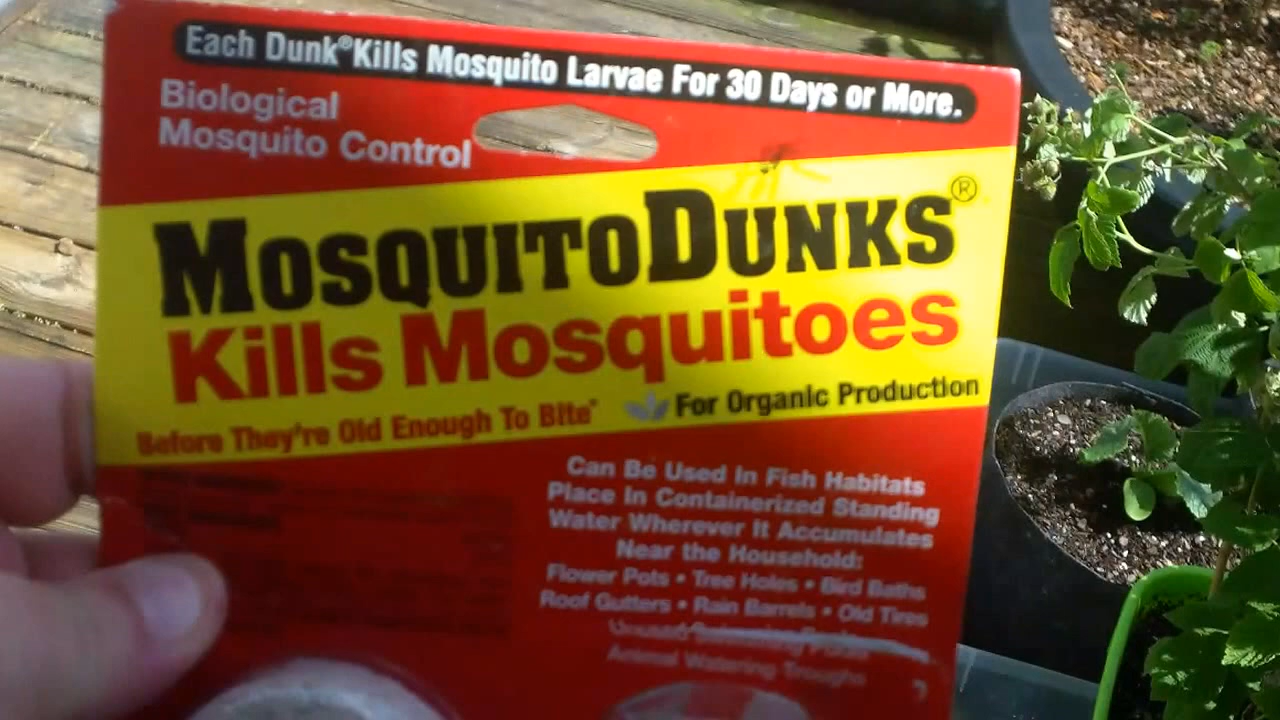 Each Dunk®Kills Mosquito Larvae For 30 Days or More.
Biological
Mosquito Control
MOSQUITODUNKS®
Kills Mosquitoes
Before They're Old Enough To Bite*
For Organic Production
Can Be Used In Fish Habitats
Place In Containerized Standing
Water Wherever It Accumulates
Near the Household:
Flower Pots • Tree Holes • Bird Baths
Roof Gutters • Rain Barrels • Old Tires
Unused Swimming Pools
Animal Watering Troughs